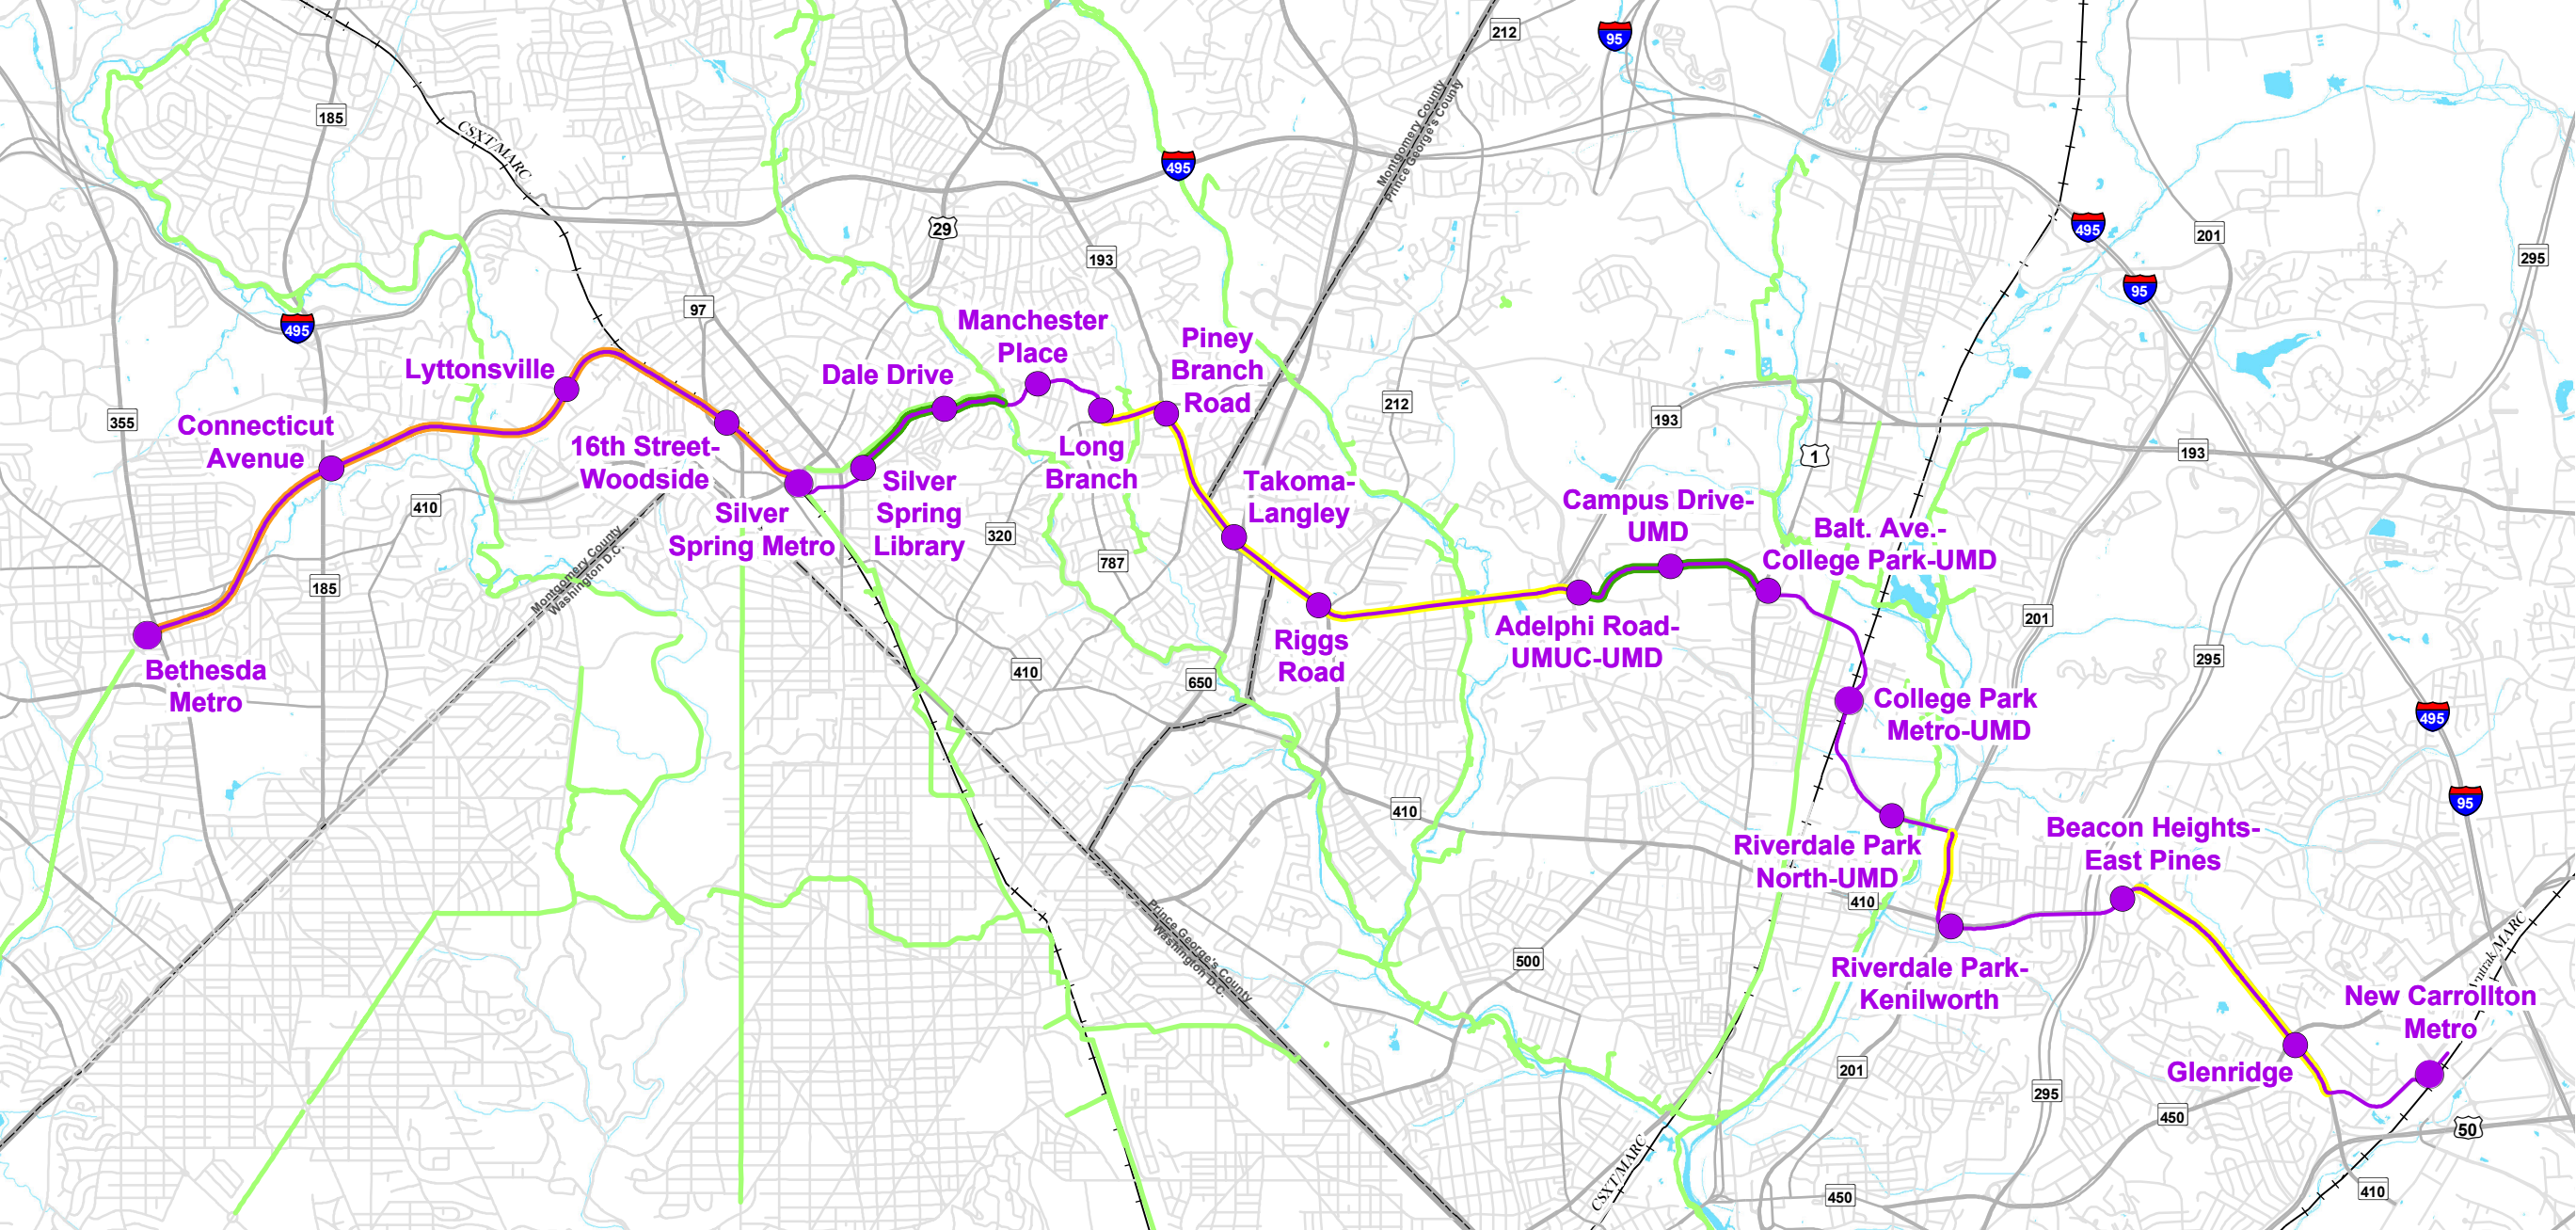 212
95
185
CSXT/MARC
Montgomery County
Prince George's County
495
29
193
495
201
295
95
97
495
Manchester
Place
Piney
Branch
Road
Lyttonsville
Dale Drive
355
Connecticut
Avenue
212
193
1
193
16th Street-
Woodside
Long
Branch
Silver
Spring
Library
Takoma-
Langley
410
Silver
Spring Metro
320
Campus Drive-
UMD
Balt. Ave.-
College Park-UMD
Montgomery County
Washington D.C.
787
185
201
Bethesda
Metro
410
650
Riggs
Road
Adelphi Road-
UMUC-UMD
295
College Park
Metro-UMD
495
410
95
Riverdale Park
North-UMD
Beacon Heights-
East Pines
410
Prince George's County
Washington D.C.
500
Riverdale Park-
Kenilworth
ntrak/MARC
New Carrollton
Metro
Glenridge
201
295
450
50
CSXT/MARC
450
410